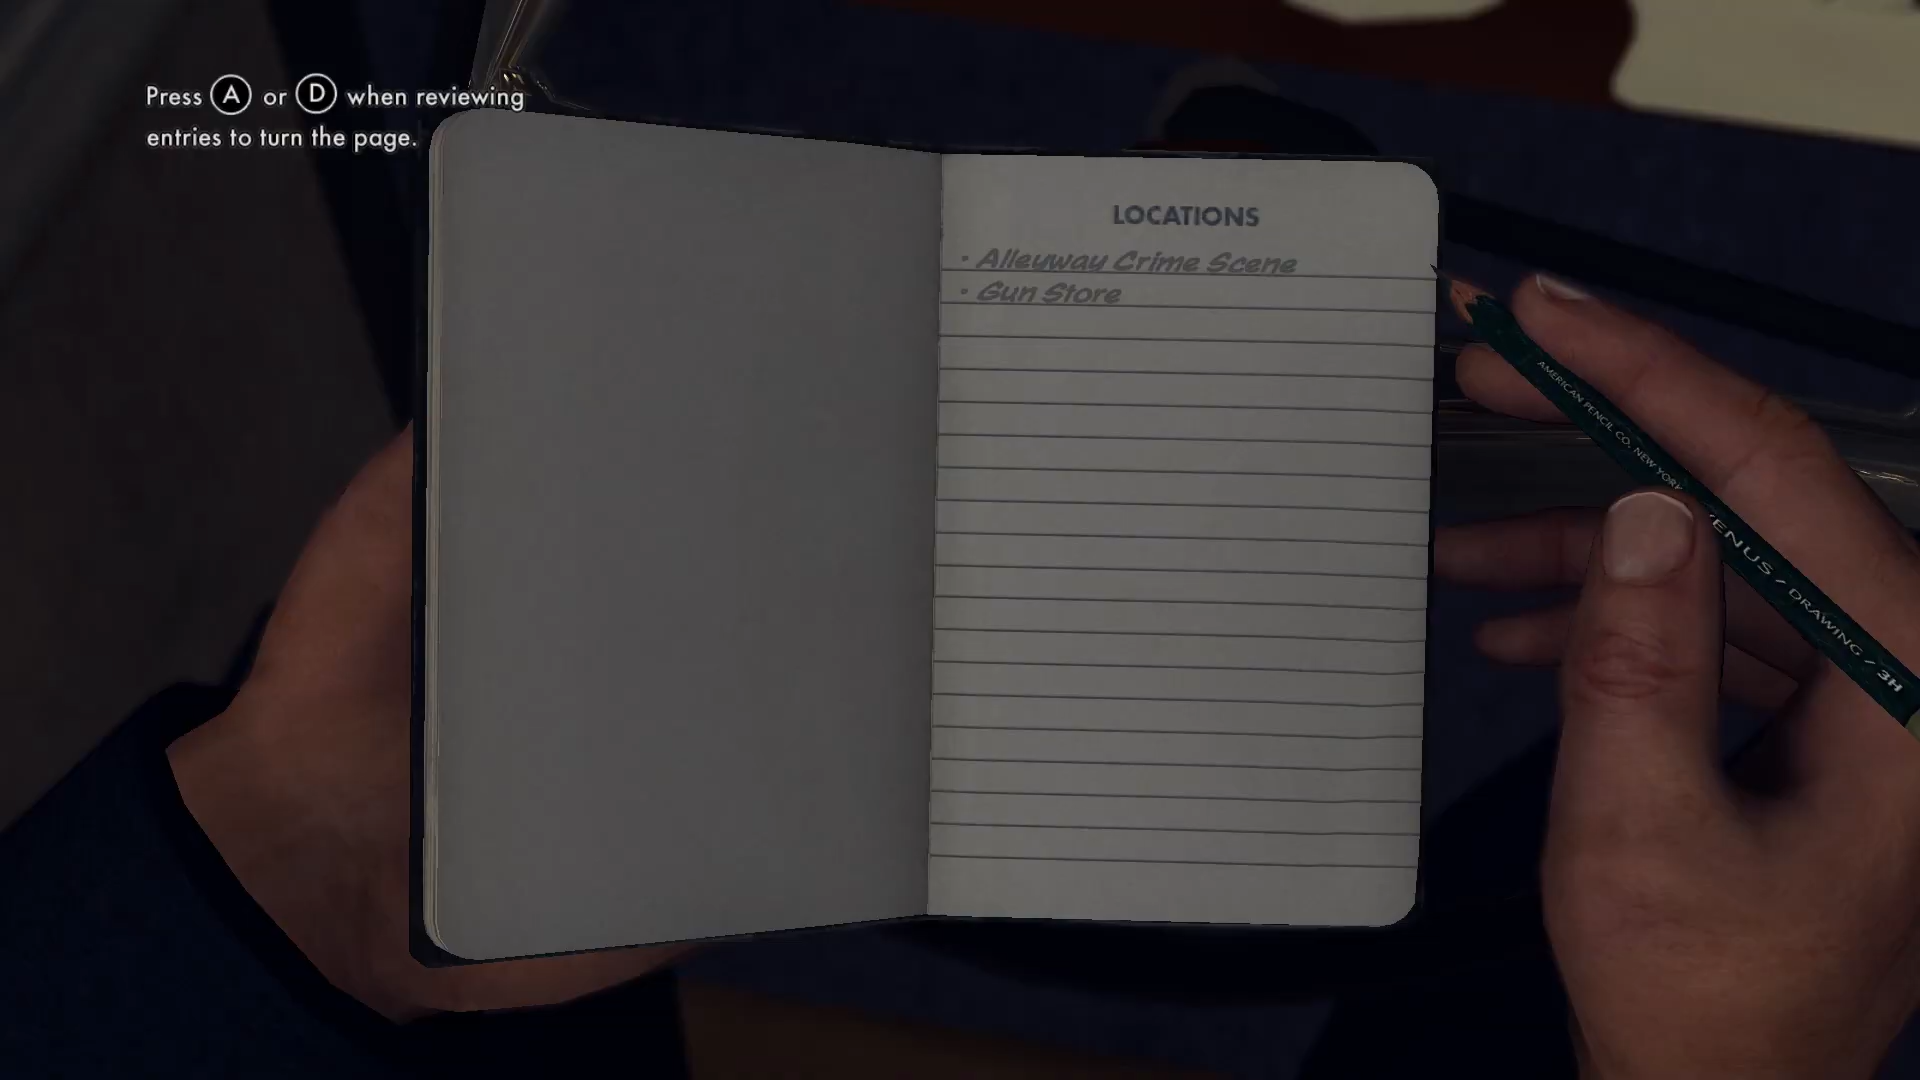 Press A or D when reviewing
entries to turn the page.
LOCATIONS
• Alleyway Crime Scene
• Gun Store
AMERICAN PENCIL CO. NEW YORK
VENUS / DRAWING / 3H